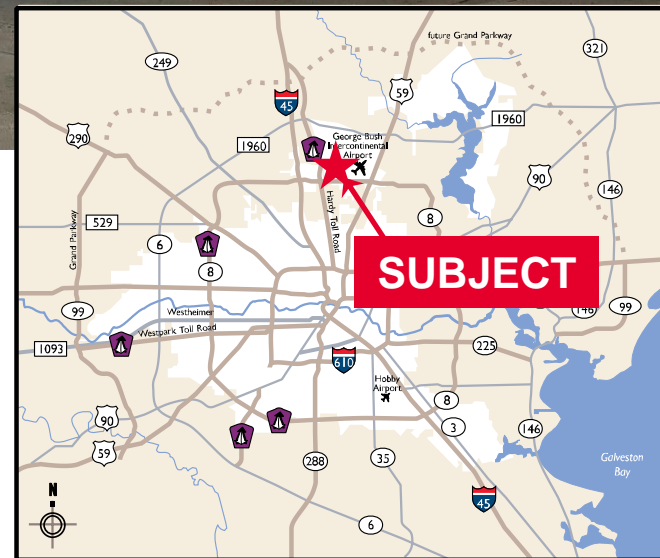 future Grand Parkway
321
249
59
45
290
1960
1960
George Bush
Intercontinental
Airport
90
146
Hardy Toll Road
529
8
6
Grand Parkway
8
SUBJECT
99
Westheimer
146
99
Westpark Toll Road
1093
225
610
Hobby
Airport
8
90
3
146
59
288
35
Galveston
Bay
N
45
6